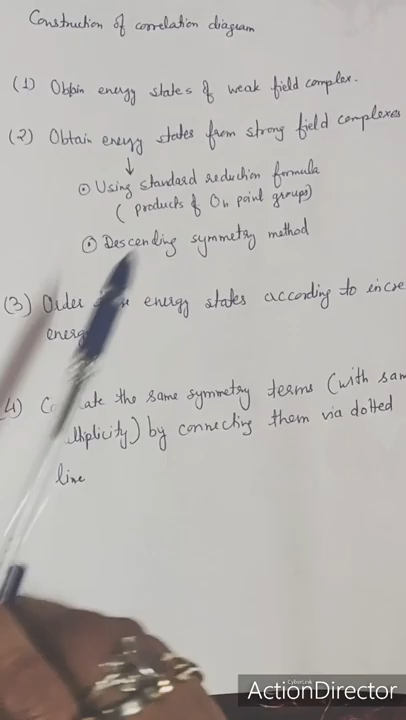 Construction of correlation diagram
(1) Obtain energy states of weak field complex.
(2) Obtain energy states from strong field complexes
↓
⊙ Using standard reduction formula
( products of Oh point groups)
⊙ Descending symmetry method
(3) energy states according to incre
energ
4) ate the same symmetry terms (with sam
ltiplicity) by connecting them via dotted
line
CyberLink
ActionDirector